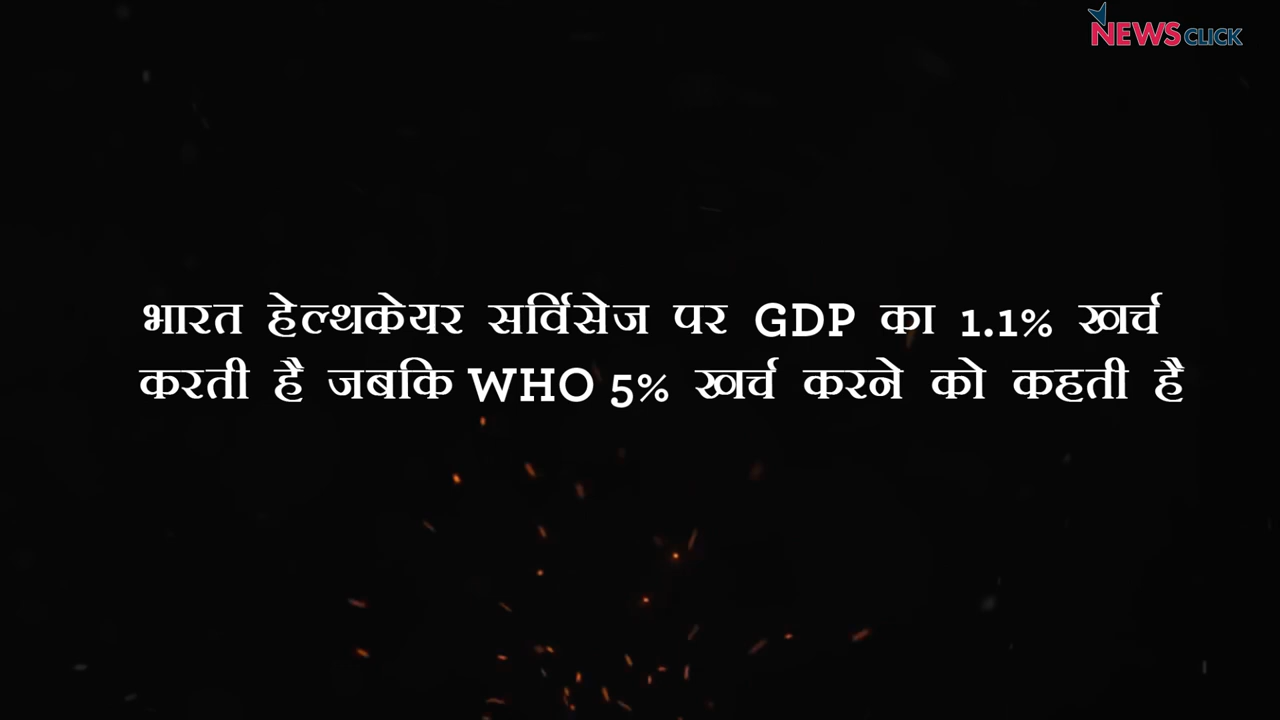 NEWSCLICK
भारत हेल्थकेयर सर्विसेज पर GDP का 1.1% खर्च
करती है जबकि WHO 5% खर्च करने को कहती है